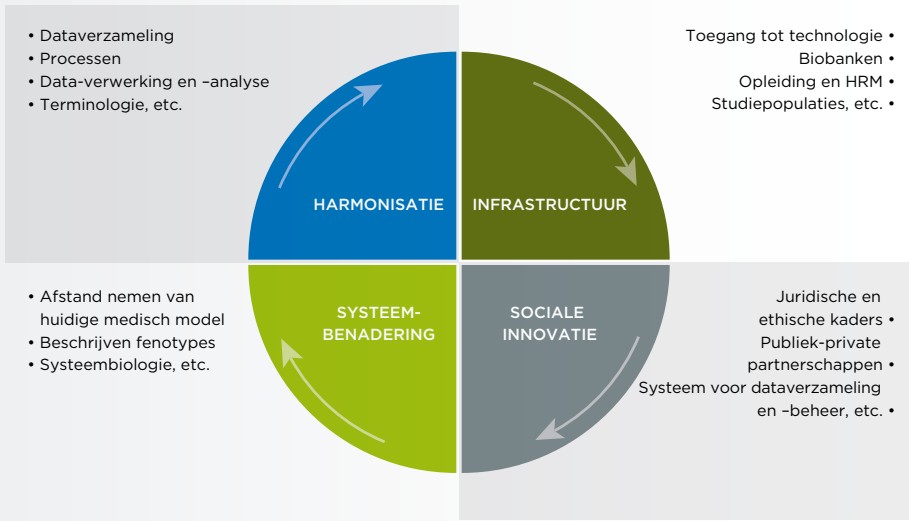 • Dataverzameling
• Processen
• Data-verwerking en –analyse
• Terminologie, etc.
Toegang tot technologie •
Biobanken •
Opleiding en HRM •
Studiepopulaties, etc. •
HARMONISATIE
INFRASTRUCTUUR
• Afstand nemen van
huidige medisch model
• Beschrijven fenotypes
• Systeembiologie, etc.
SYSTEEM-
BENADERING
SOCIALE
INNOVATIE
Juridische en
ethische kaders •
Publiek-private
partnerschappen •
Systeem voor dataverzameling
en –beheer, etc. •